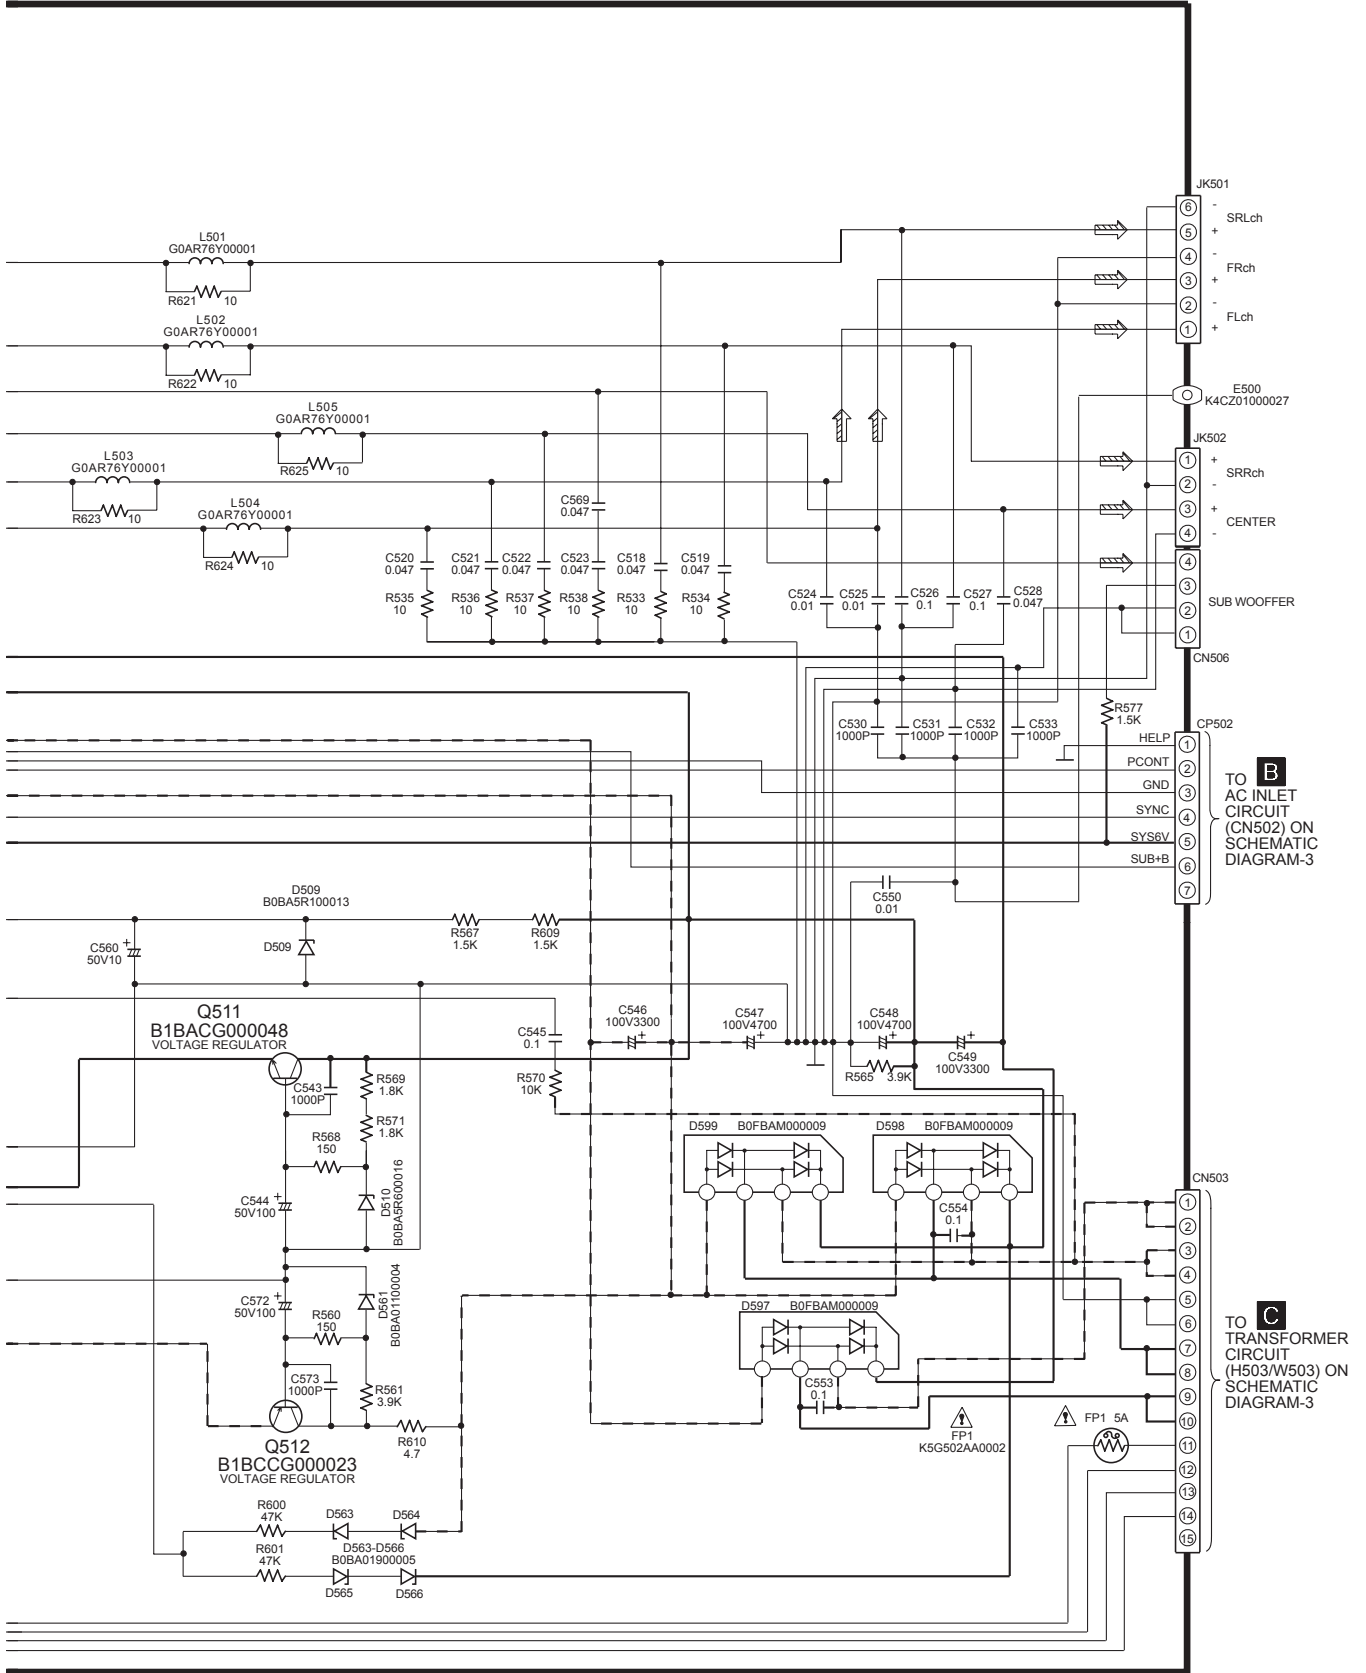 JK501
6 -
SRLch
5 +
4 -
FRch
3 +
2 -
FLch
1 +
L501
G0AR76Y00001
R621 10
L502
G0AR76Y00001
R622 10
E500
K4CZ01000027
L505
G0AR76Y00001
R625 10
JK502
1 +
SRRch
2 -
3 +
CENTER
4 -
L503
G0AR76Y00001
R623 10
L504
G0AR76Y00001
R624 10
C569
0.047
C520
0.047
C521
0.047
C522
0.047
C523
0.047
C518
0.047
C519
0.047
R535
10
R536
10
R537
10
R538
10
R533
10
R534
10
C524
0.01
C525
0.01
C526
0.1
C527
0.1
C528
0.047
4
3
SUB WOOFFER
2
1
CN506
R577
1.5K
C530
1000P
C531
1000P
C532
1000P
C533
1000P
CP502
HELP 1
PCONT 2
GND 3
SYNC 4
SYS6V 5
SUB+B 6
7
TO B
AC INLET
CIRCUIT
(CN502) ON
SCHEMATIC
DIAGRAM-3
C550
0.01
D509
B0BA5R100013
C560
50V10
+
D509
R567
1.5K
R609
1.5K
Q511
B1BACG000048
VOLTAGE REGULATOR
C545
0.1
C546
100V3300
+
C547
100V4700
+
C548
100V4700
+
C549
100V3300
+
R565 3.9K
C543
1000P
R569
1.8K
R570
10K
R571
1.8K
R568
150
C544
50V100
+
D510
B0BA5R600016
D599 B0FBAM000009
D598 B0FBAM000009
C554
0.1
CN503
1
2
3
4
5
6
7
8
9
10
11
12
13
14
15
TO C
TRANSFORMER
CIRCUIT
(H503/W503) ON
SCHEMATIC
DIAGRAM-3
C572
50V100
+
R560
150
D561
B0BA01100004
D597 B0FBAM000009
C553
0.1
C573
1000P
R561
3.9K
R610
4.7
FP1
K5G502AA0002
FP1 5A
Q512
B1BCCG000023
VOLTAGE REGULATOR
R600
47K
D563
D564
R601
47K
D563-D566
B0BA01900005
D565
D566